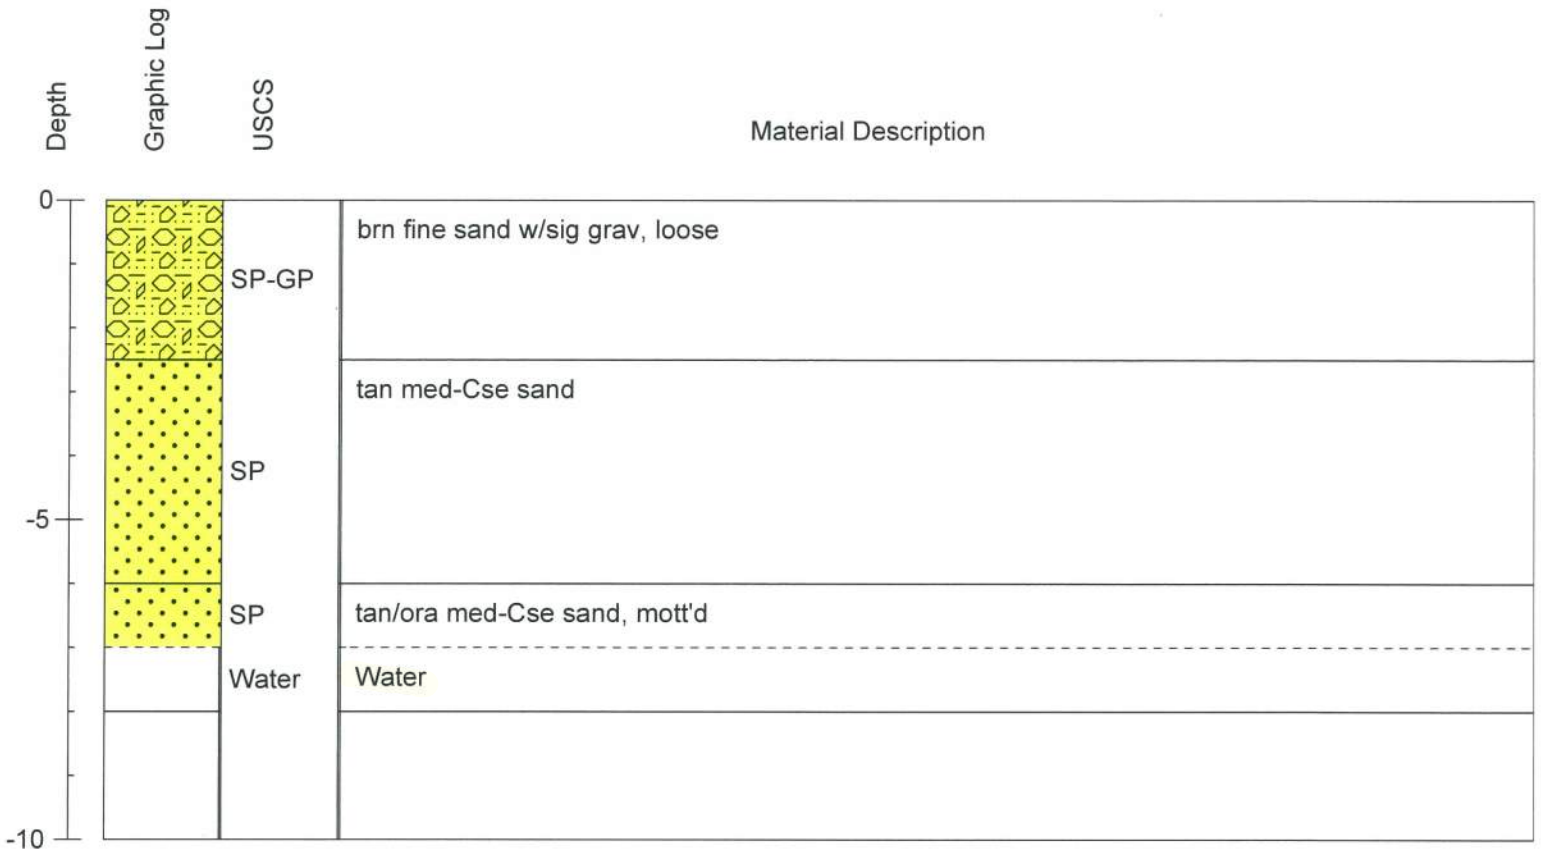 Depth
Graphic Log
USCS
Material Description
0
brn fine sand w/sig grav, loose
SP-GP
tan med-Cse sand
SP
-5
SP
tan/ora med-Cse sand, mott'd
Water
Water
-10